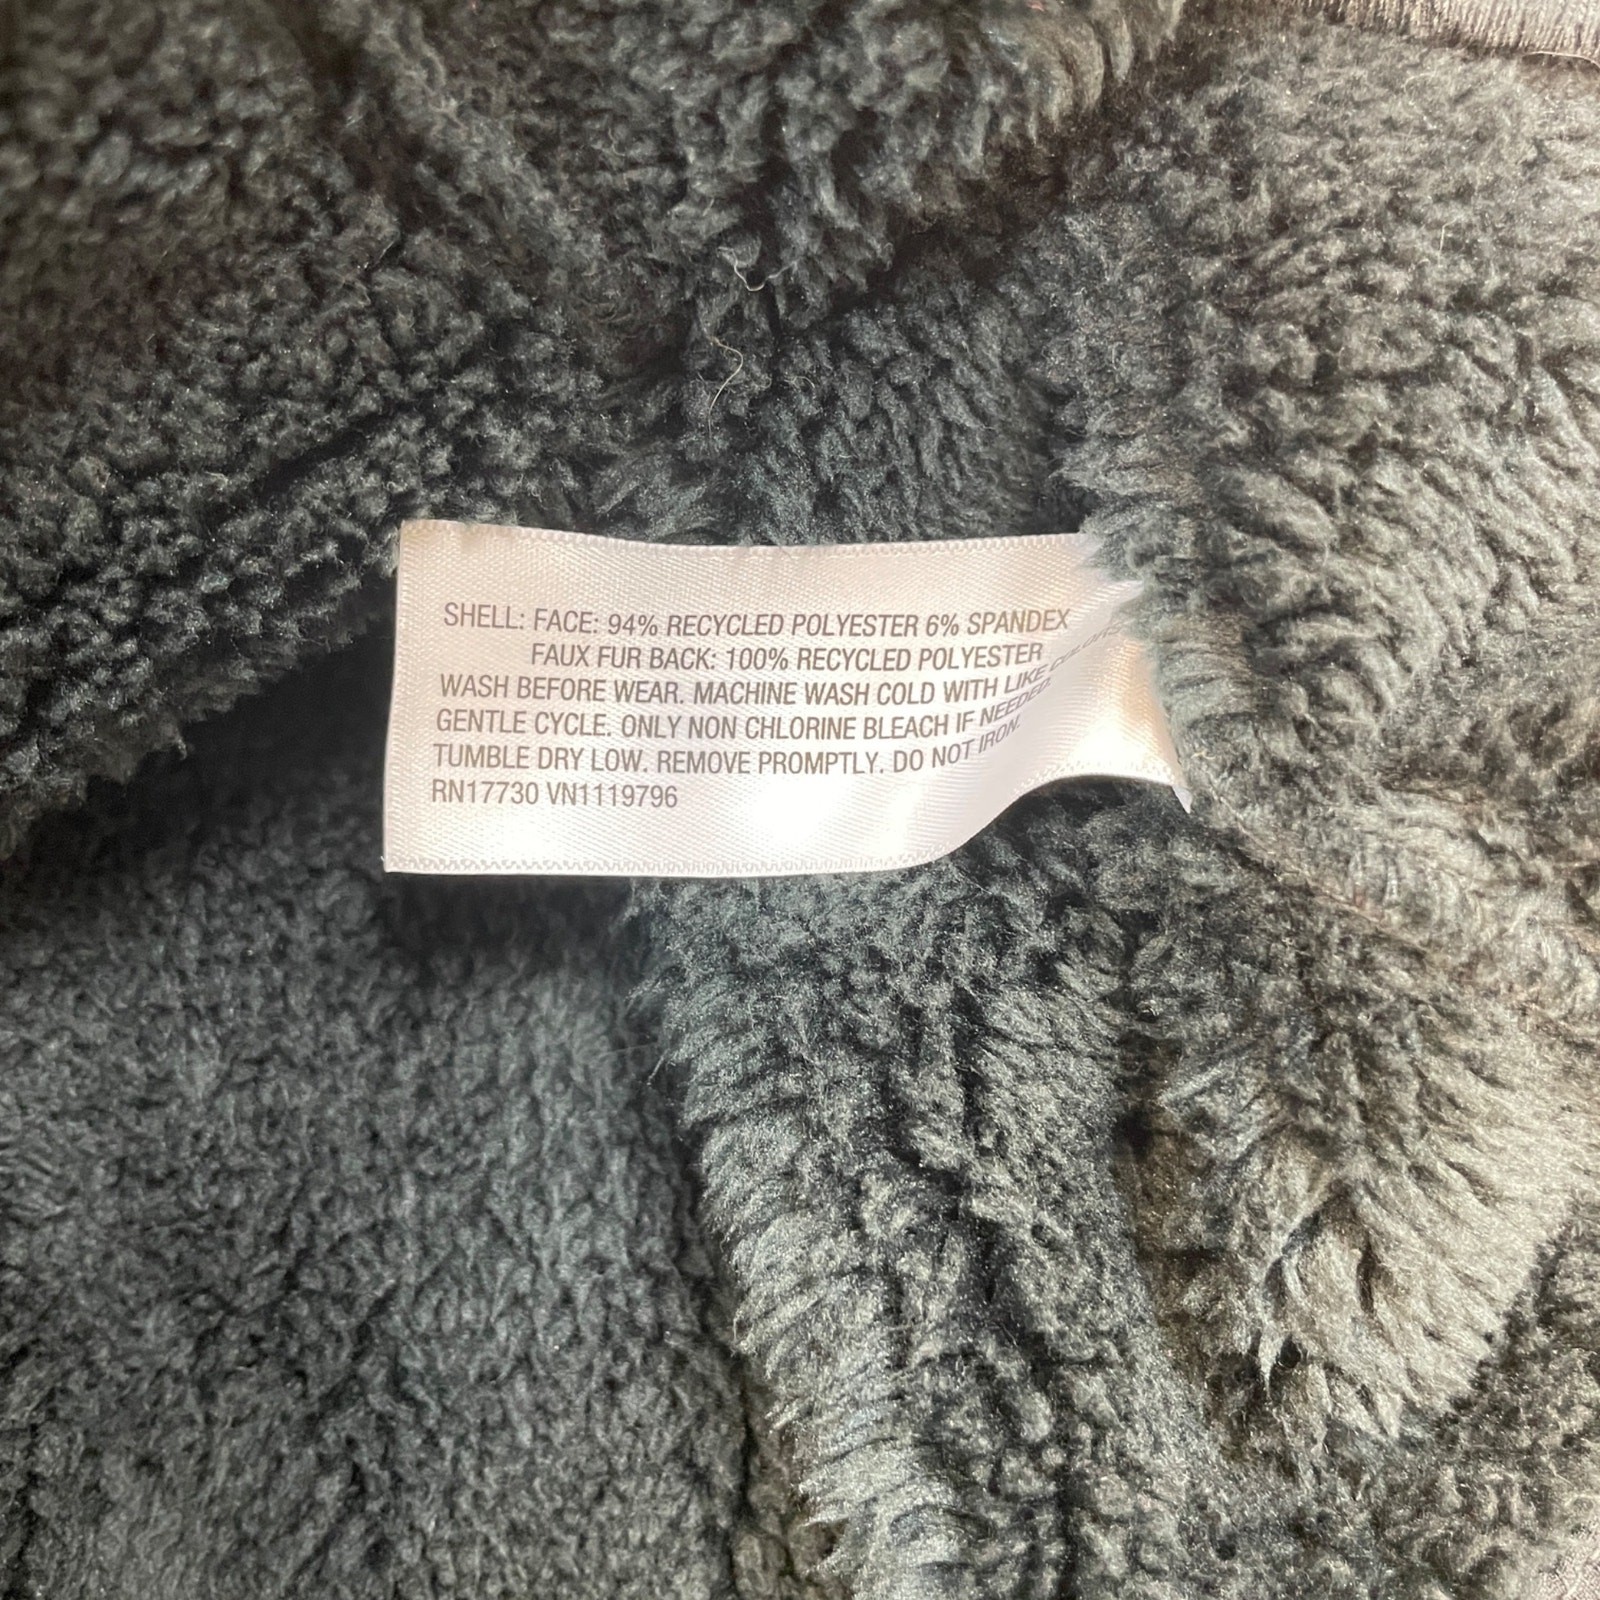 SHELL: FACE: 94% RECYCLED POLYESTER 6% SPANDEX
FAUX FUR BACK: 100% RECYCLED POLYESTER
WASH BEFORE WEAR. MACHINE WASH COLD WITH LIKE COLORS.
GENTLE CYCLE. ONLY NON CHLORINE BLEACH IF NEEDED.
TUMBLE DRY LOW. REMOVE PROMPTLY. DO NOT IRON.
RN17730 VN1119796